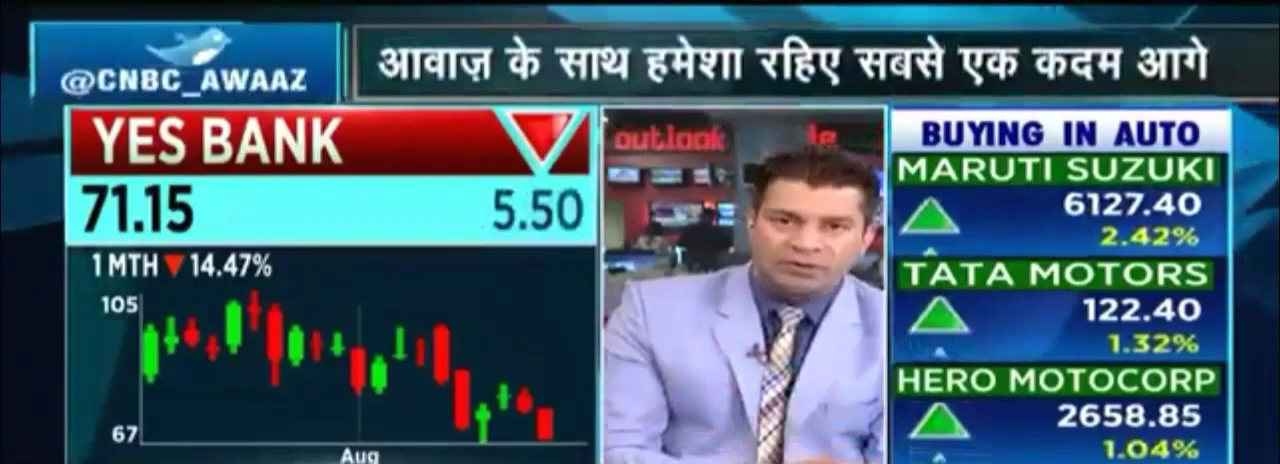 @CNBC_AWAAZ
आवाज़ के साथ हमेशा रहिए सबसे एक कदम आगे
YES BANK
71.15 5.50
1 MTH ▼ 14.47%
105
67
Aug
outlook
le
BUYING IN AUTO
MARUTI SUZUKI
6127.40
2.42%
TATA MOTORS
122.40
1.32%
HERO MOTOCORP
2658.85
1.04%